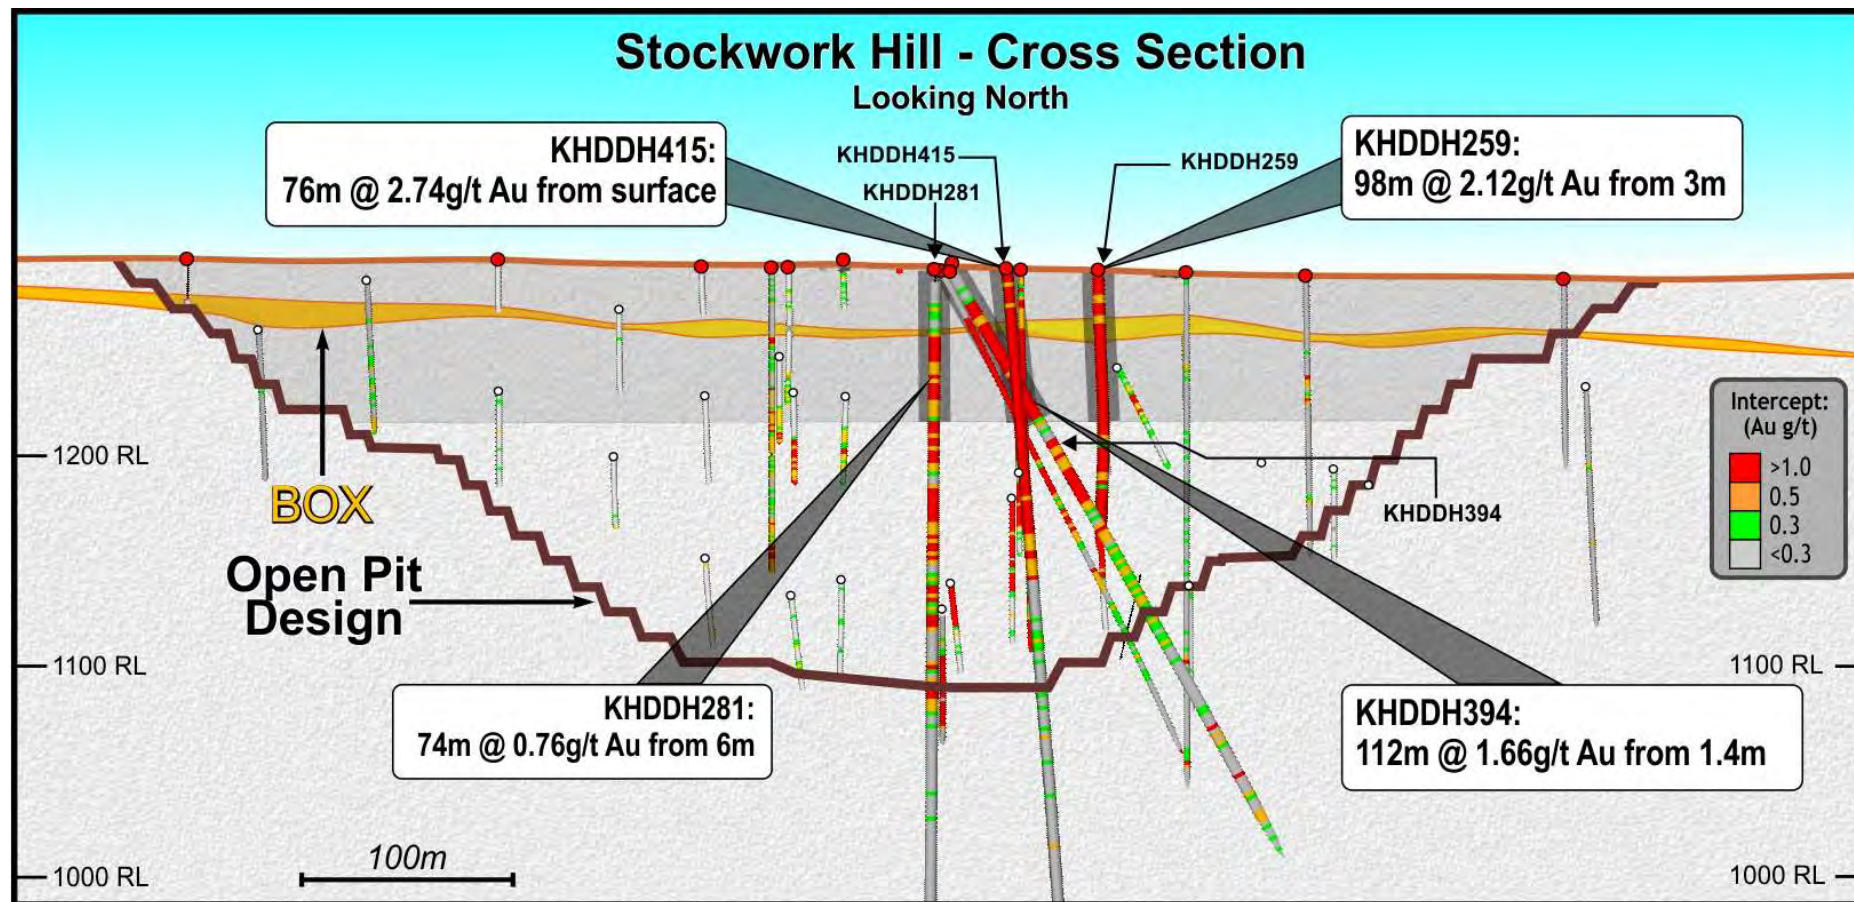 Stockwork Hill - Cross Section
Looking North
KHDDH415:
76m @ 2.74g/t Au from surface
KHDDH415
KHDDH281
KHDDH259
KHDDH259:
98m @ 2.12g/t Au from 3m
Intercept:
(Au g/t)
>1.0
0.5
0.3
<0.3
1200 RL
BOX
KHDDH394
Open Pit
Design
1100 RL
1100 RL
KHDDH281:
74m @ 0.76g/t Au from 6m
KHDDH394:
112m @ 1.66g/t Au from 1.4m
100m
1000 RL
1000 RL